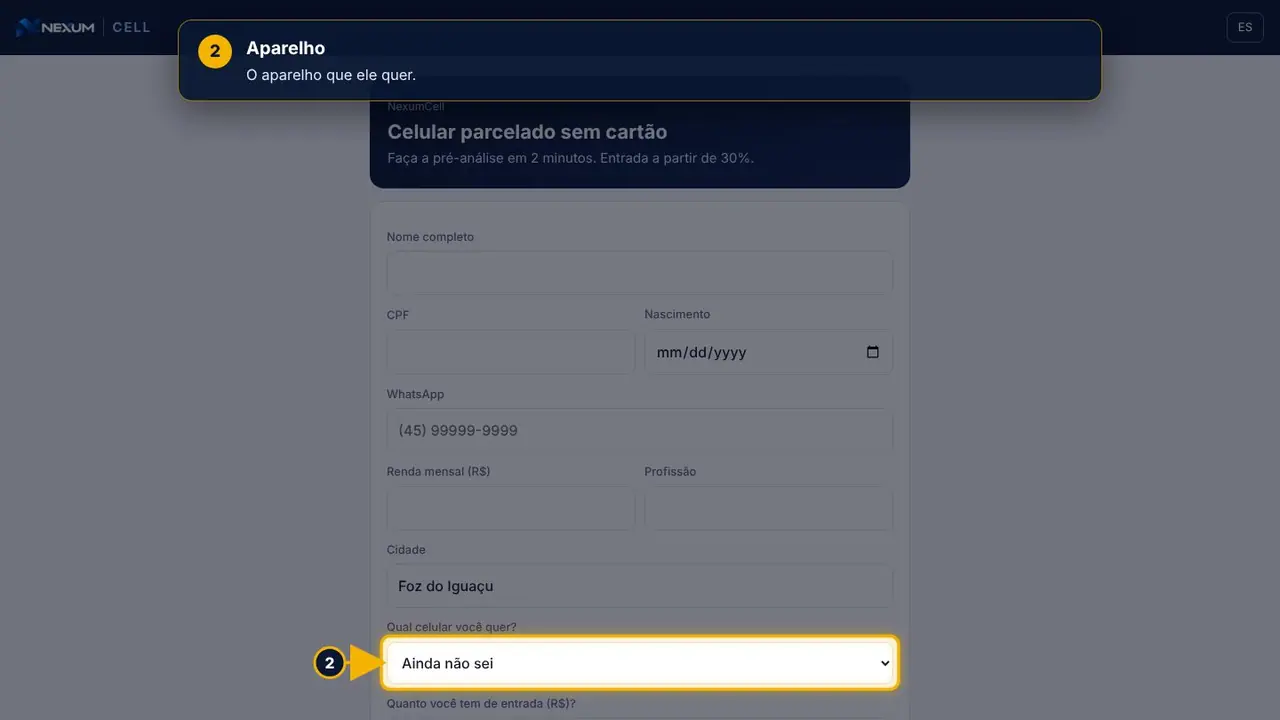 NEXUM CELL
ES
2
Aparelho
O aparelho que ele quer.
NexumCell
Celular parcelado sem cartão
Faça a pré-análise em 2 minutos. Entrada a partir de 30%.
Nome completo
CPF
Nascimento
mm/dd/yyyy
WhatsApp
(45) 99999-9999
Renda mensal (R$)
Profissão
Cidade
Foz do Iguaçu
Qual celular você quer?
2
Ainda não sei
Quanto você tem de entrada (R$)?